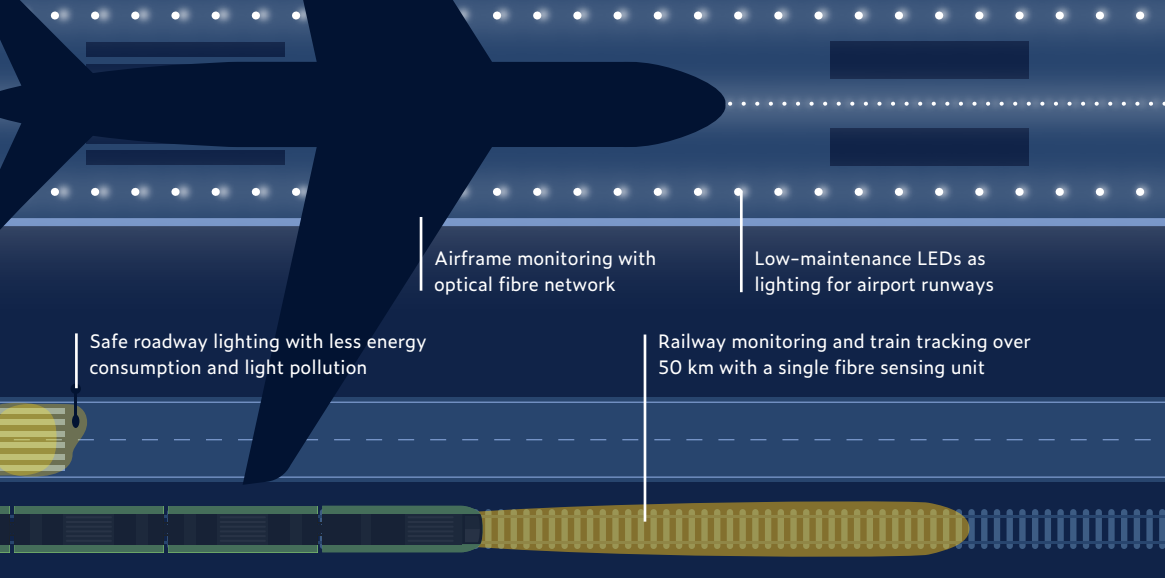 Airframe monitoring with
optical fibre network
Low-maintenance LEDs as
lighting for airport runways
Safe roadway lighting with less energy
consumption and light pollution
Railway monitoring and train tracking over
50 km with a single fibre sensing unit